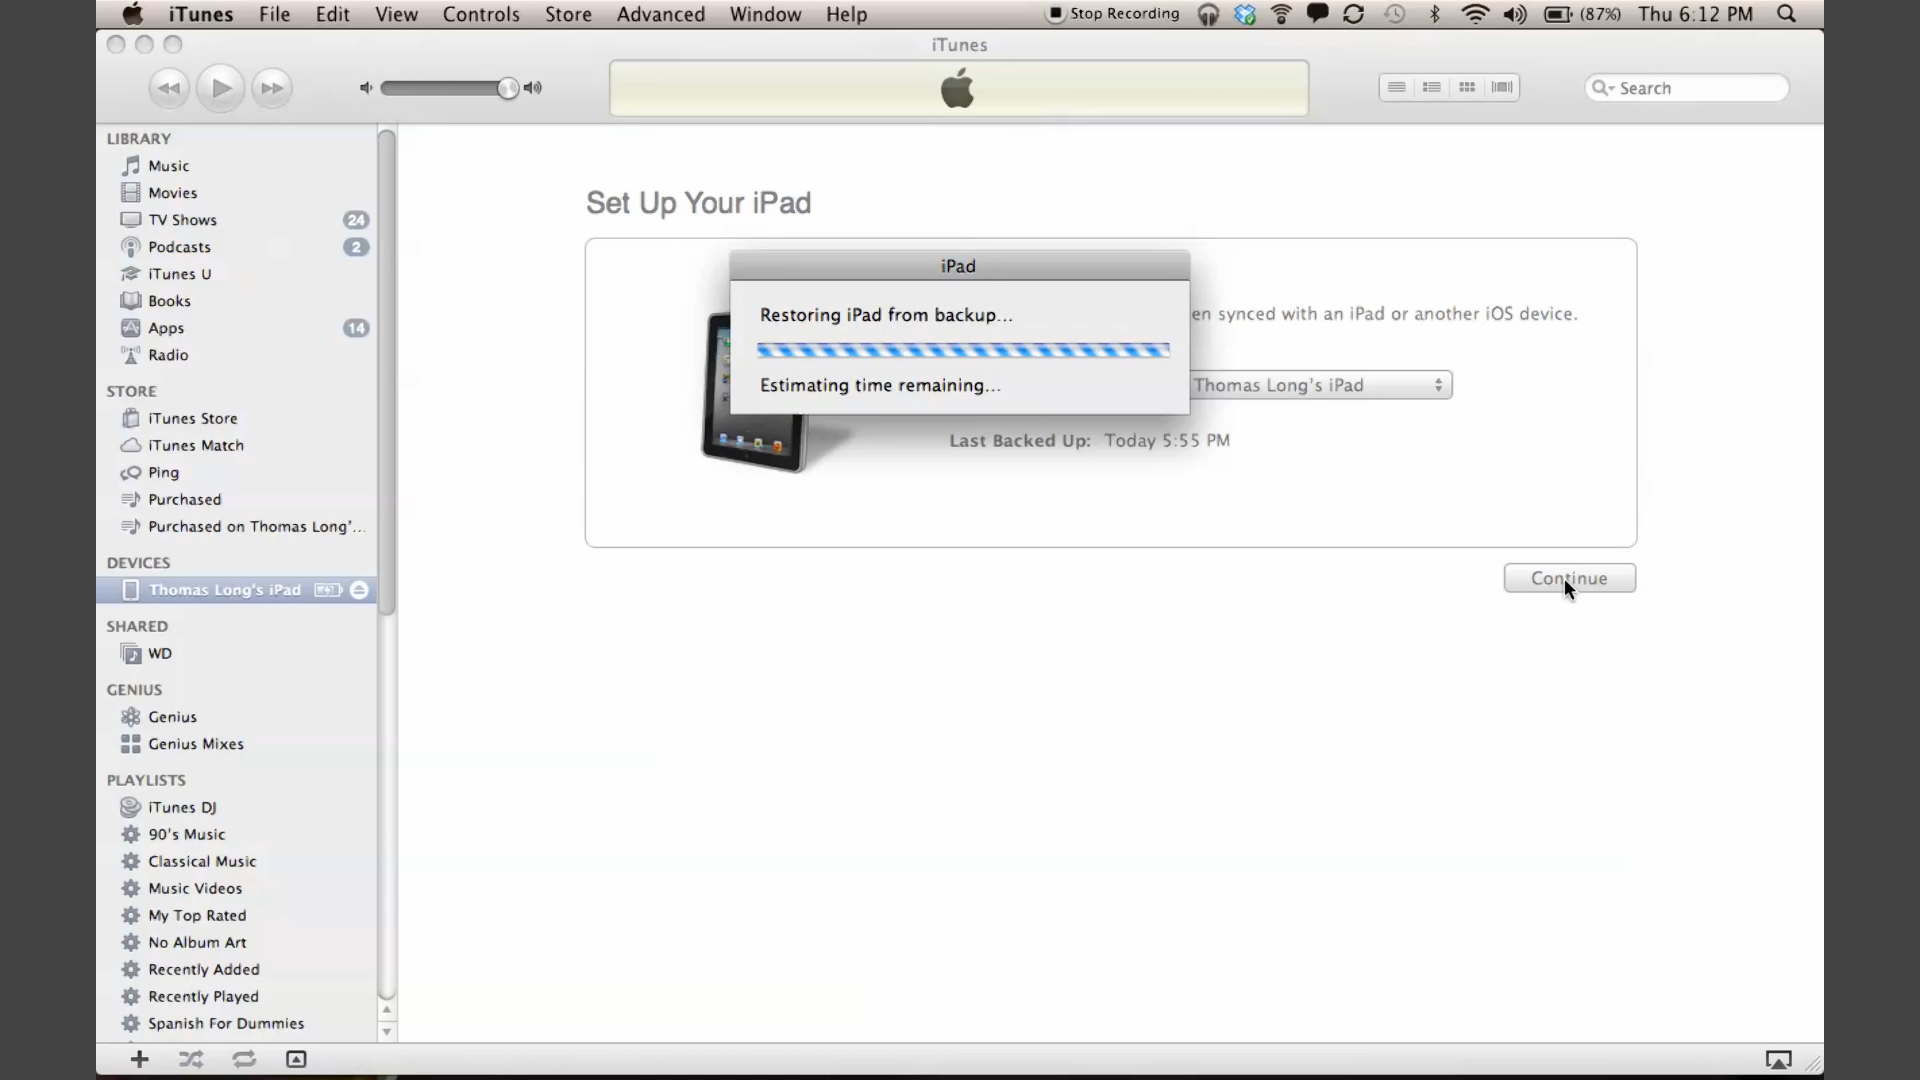 iTunes File Edit View Controls Store Advanced Window Help Stop Recording (87%) Thu 6:12 PM
iTunes
Search
LIBRARY
Music
Movies
TV Shows 24
Podcasts 2
iTunes U
Books
Apps 14
Radio
STORE
iTunes Store
iTunes Match
Ping
Purchased
Purchased on Thomas Long'...
DEVICES
Thomas Long's iPad
SHARED
WD
GENIUS
Genius
Genius Mixes
PLAYLISTS
iTunes DJ
90's Music
Classical Music
Music Videos
My Top Rated
No Album Art
Recently Added
Recently Played
Spanish For Dummies
Set Up Your iPad
iPad
Restoring iPad from backup...
Estimating time remaining...
en synced with an iPad or another iOS device.
Thomas Long's iPad
Last Backed Up: Today 5:55 PM
Continue